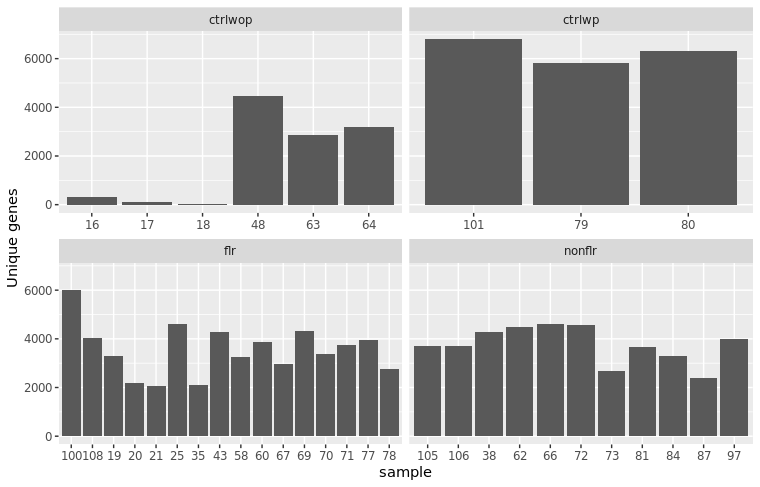 ctrlwop
ctrlwp
6000
4000
2000
0
16 17 18 48 63 64
101 79 80
Unique genes
flr
nonflr
6000
4000
2000
0
100 108 19 20 21 25 35 43 58 60 67 69 70 71 77 78
105 106 38 62 66 72 73 81 84 87 97
sample